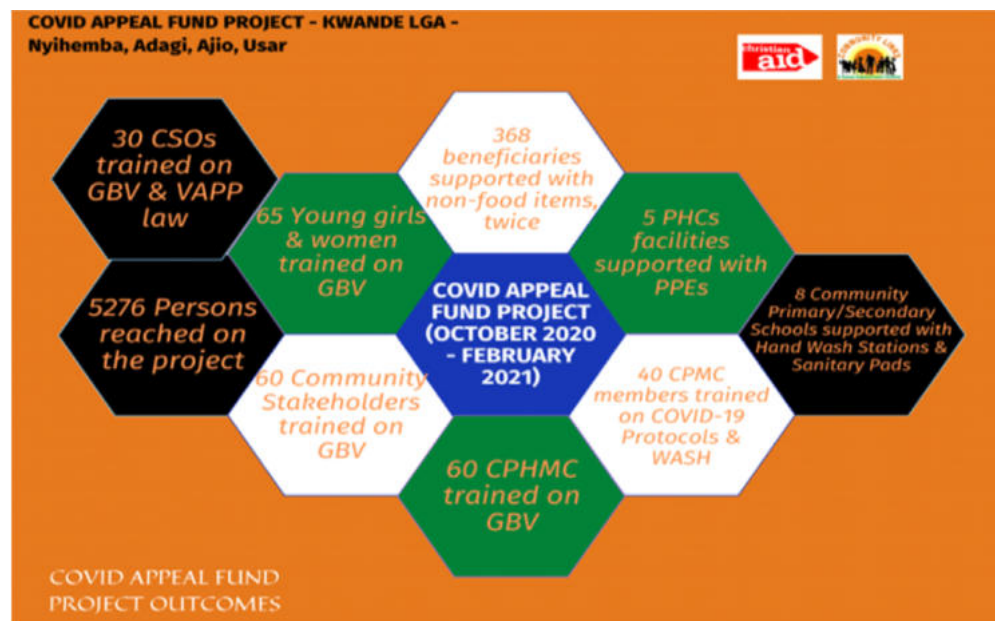 COVID APPEAL FUND PROJECT - KWANDE LGA -
Nyihemba, Adagi, Ajio, Usar
christian
aid
COMMUNITY LINKS
30 CSOs
trained on
GBV & VAPP
law
368
beneficiaries
supported with
non-food items,
twice
65 Young girls
& women
trained on
GBV
5 PHCs
facilities
supported with
PPEs
5276 Persons
reached on
the project
COVID APPEAL
FUND PROJECT
(OCTOBER 2020
- FEBRUARY
2021)
8 Community
Primary/Secondary
Schools supported with
Hand Wash Stations &
Sanitary Pads
60 Community
Stakeholders
trained on
GBV
40 CPMC
members trained
on COVID-19
Protocols &
WASH
60 CPHMC
trained on
GBV
COVID APPEAL FUND
PROJECT OUTCOMES